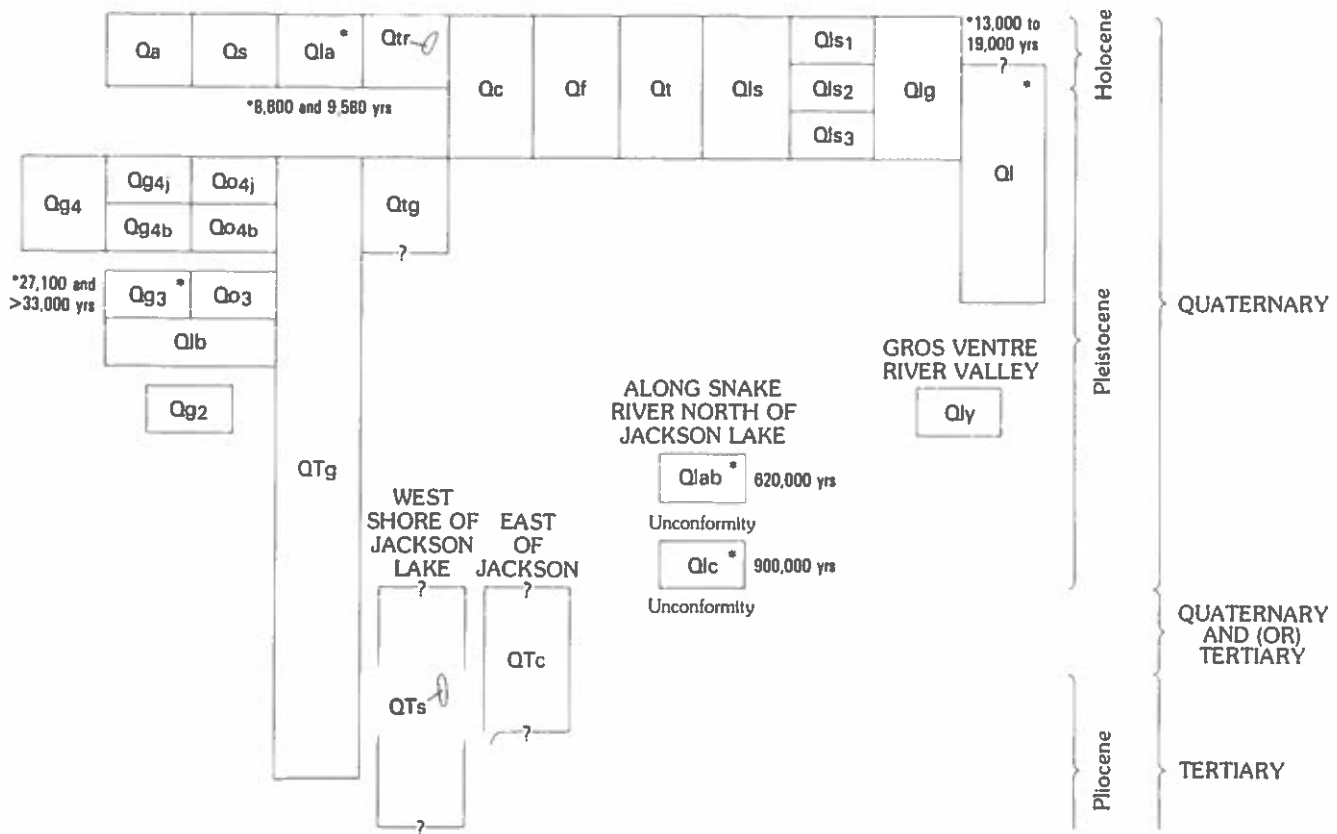 Qa
Qs
Qla *
Qtr
*8,800 and 9,560 yrs
Qc
Qf
Qt
Qls
Qls1
Qls2
Qls3
Qlg
*13,000 to
19,000 yrs
?
*
Ql
Holocene
Qg4
Qg4j
Qo4j
Qg4b
Qo4b
Qtg
?
*27,100 and
>33,000 yrs
Qg3 *
Qo3
Qlb
Qg2
QTg
Pleistocene
QUATERNARY
GROS VENTRE
RIVER VALLEY
Qly
ALONG SNAKE
RIVER NORTH OF
JACKSON LAKE
Qlab *
620,000 yrs
Unconformity
Qlc *
900,000 yrs
Unconformity
WEST
SHORE OF
JACKSON
LAKE
?
QTs
?
EAST
OF
JACKSON
?
QTc
?
QUATERNARY
AND (OR)
TERTIARY
Pliocene
TERTIARY